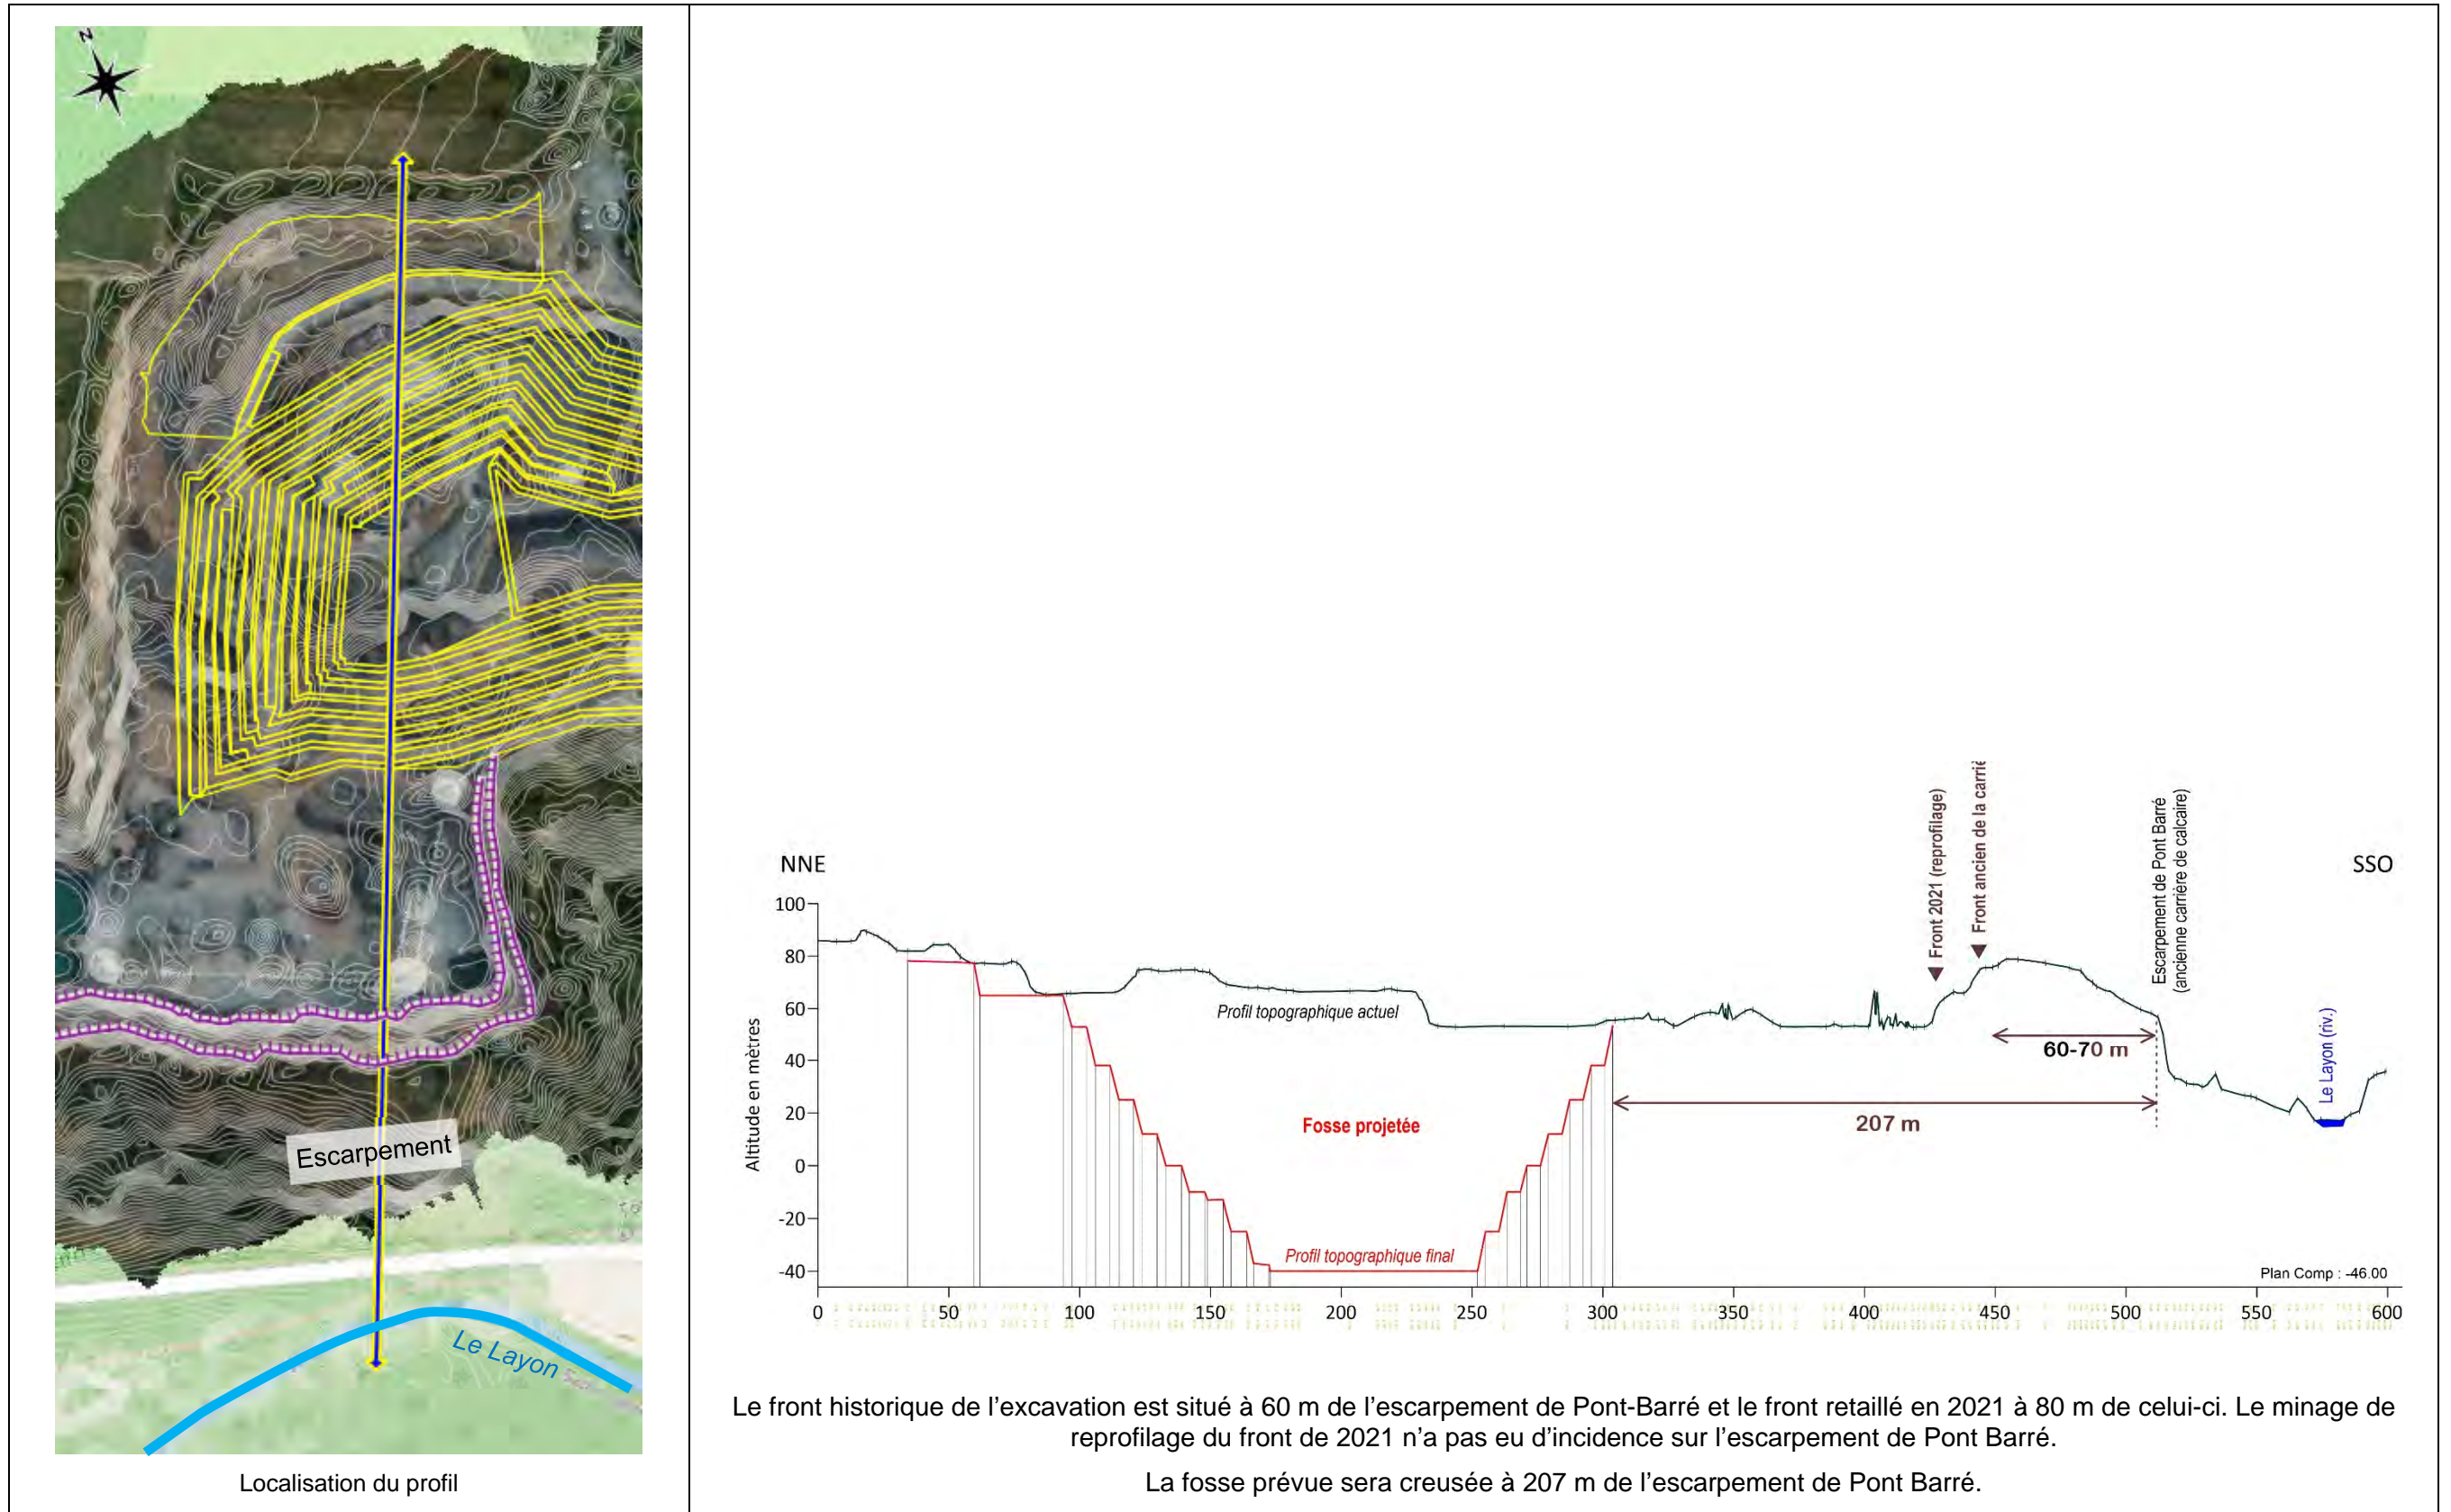 N
Escarpement
Le Layon
Localisation du profil
NNE
SSO
Front 2021 (reprofilage)
Front ancien de la carriè
Escarpement de Pont Barré
(ancienne carrière de calcaire)
Le Layon (riv.)
Altitude en mètres
100
80
60
40
20
0
-20
-40
Profil topographique actuel
60-70 m
207 m
Fosse projetée
Profil topographique final
Plan Comp : -46.00
0 50 100 150 200 250 300 350 400 450 500 550 600
Le front historique de l'excavation est situé à 60 m de l'escarpement de Pont-Barré et le front retaillé en 2021 à 80 m de celui-ci. Le minage de
reprofilage du front de 2021 n'a pas eu d'incidence sur l'escarpement de Pont Barré.
La fosse prévue sera creusée à 207 m de l'escarpement de Pont Barré.